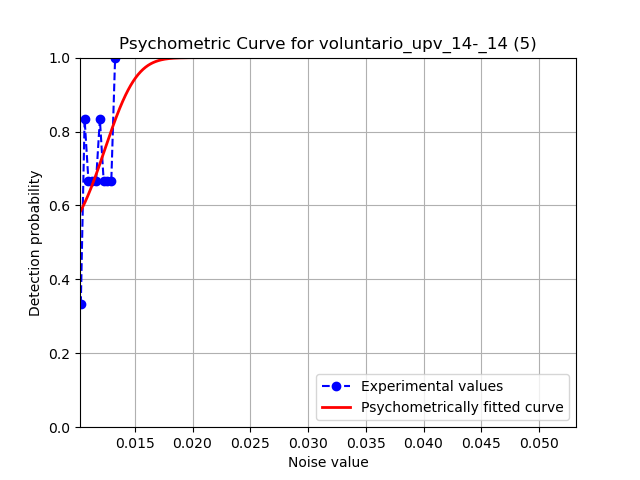 Psychometric Curve for voluntario_upv_14-_14 (5)
1.0
0.8
0.6
0.4
0.2
0.0
Detection probability
0.015 0.020 0.025 0.030 0.035 0.040 0.045 0.050
Noise value
Experimental values
Psychometrically fitted curve